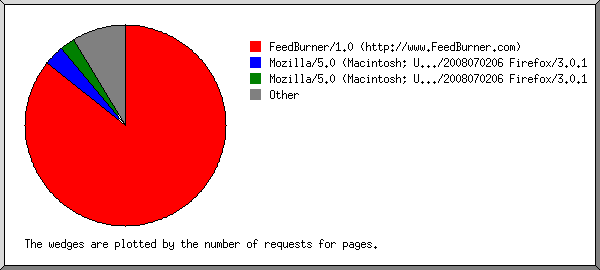 FeedBurner/1.0 (http://www.FeedBurner.com)
Mozilla/5.0 (Macintosh; U.../2008070206 Firefox/3.0.1
Mozilla/5.0 (Macintosh; U.../2008070206 Firefox/3.0.1
Other
The wedges are plotted by the number of requests for pages.